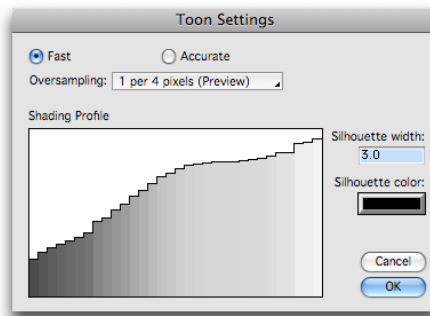 Toon Settings
Fast Accurate
Oversampling: 1 per 4 pixels (Preview)
Shading Profile
Silhouette width:
3.0
Silhouette color:
Cancel
OK